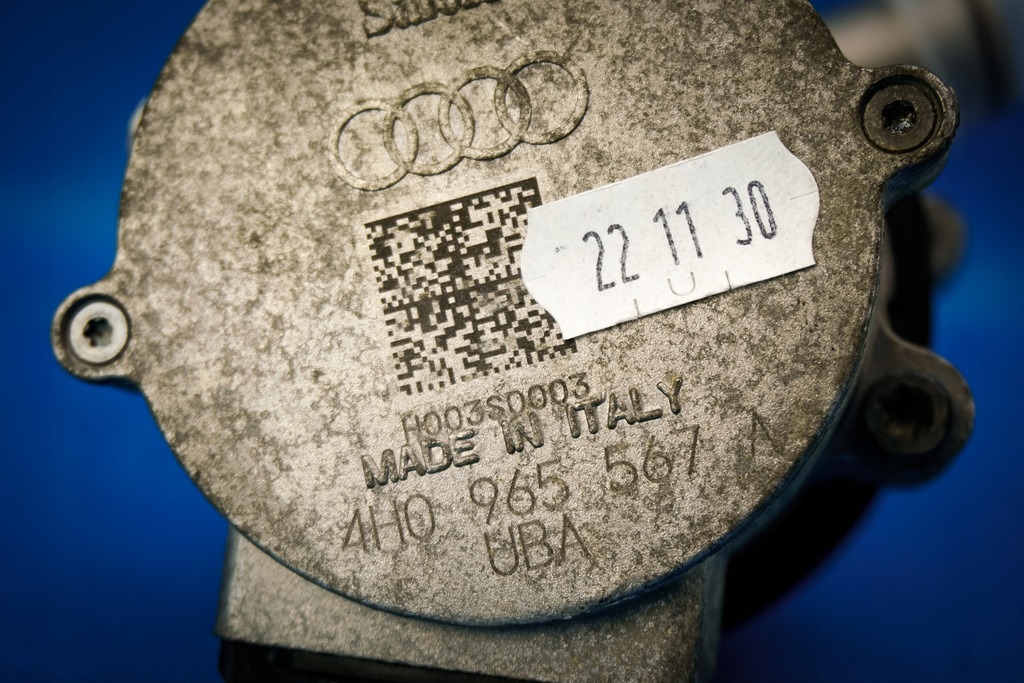 22 11 30
H003S0003
MADE IN ITALY
4H0 965 567 A
UBA